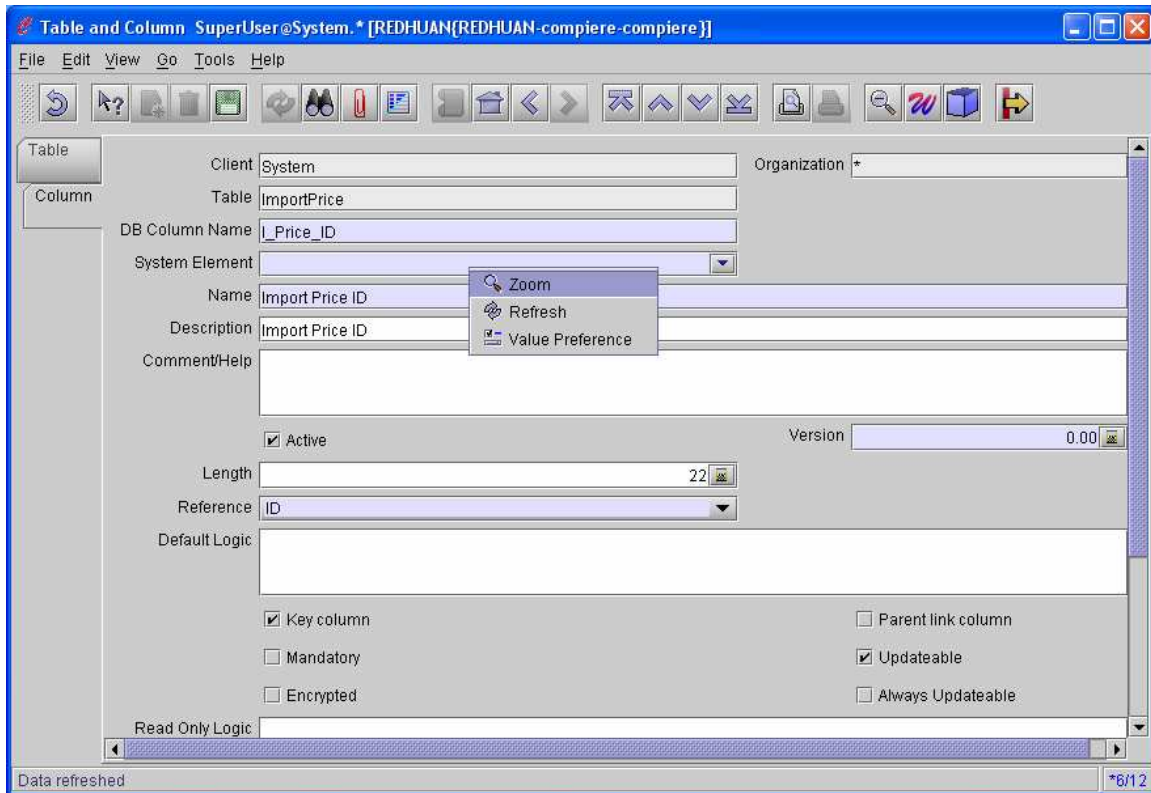 Table and Column SuperUser@System.* [REDHUAN{REDHUAN-compiere-compiere}]
File Edit View Go Tools Help
Table
Column
Client System Organization *
Table ImportPrice
DB Column Name I_Price_ID
System Element
Zoom
Name Import Price ID
Refresh
Description Import Price ID
Value Preference
Comment/Help
Active Version 0.00
Length 22
Reference ID
Default Logic
Key column Parent link column
Mandatory Updateable
Encrypted Always Updateable
Read Only Logic
Data refreshed *6/12